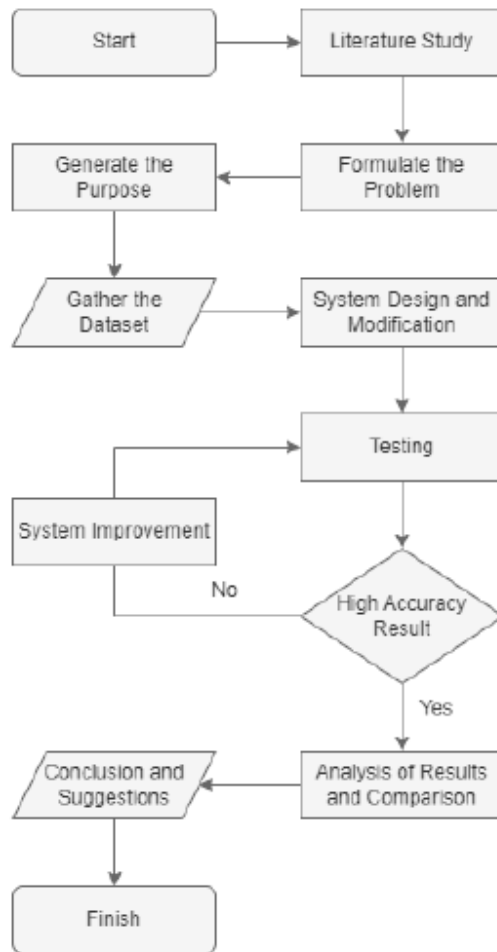 Start
Literature Study
Formulate the
Problem
Generate the
Purpose
Gather the
Dataset
System Design and
Modification
Testing
System Improvement
No
High Accuracy
Result
Yes
Analysis of Results
and Comparison
Conclusion and
Suggestions
Finish